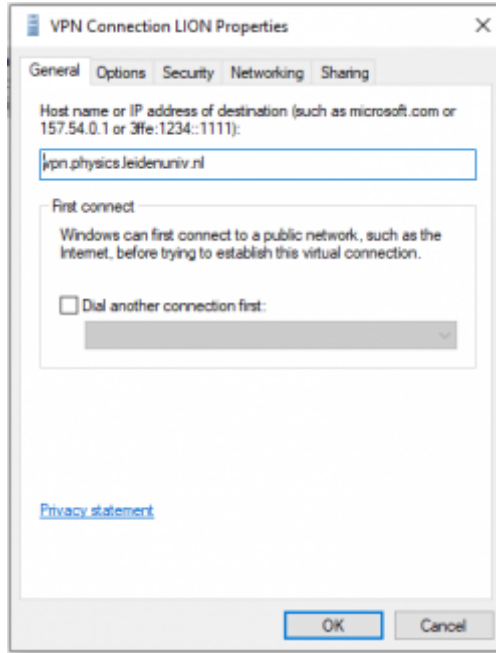 VPN Connection LION Properties
General Options Security Networking Sharing
Host name or IP address of destination (such as microsoft.com or
157.54.0.1 or 3ffe:1234::1111):
vpn.physics.leidenuniv.nl
First connect
Windows can first connect to a public network, such as the
Internet, before trying to establish this virtual connection.
Dial another connection first:
Privacy statement
OK Cancel